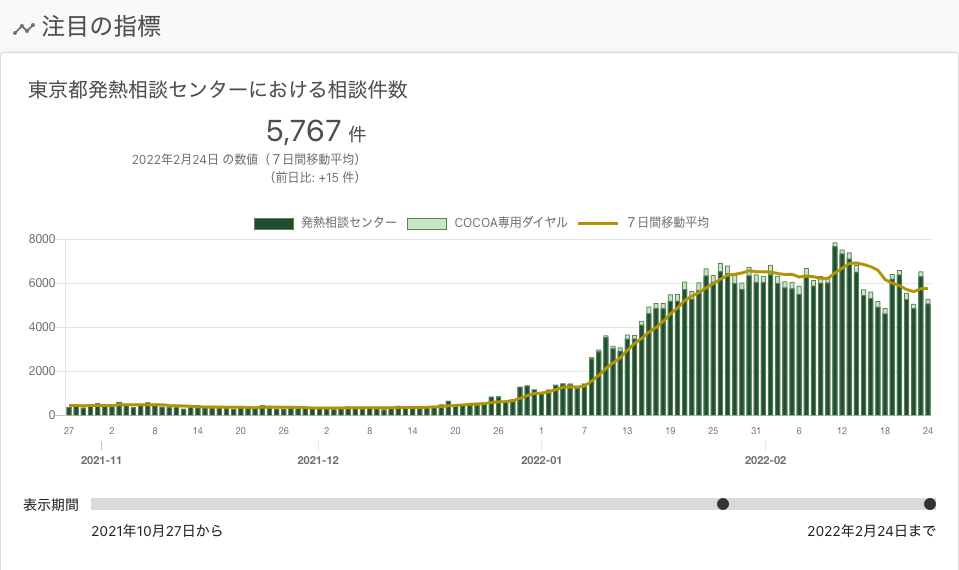 注目の指標
東京都発熱相談センターにおける相談件数
5,767 件
2022年2月24日 の数値（７日間移動平均）
（前日比: +15 件）
発熱相談センター COCOA専用ダイヤル ７日間移動平均
8000
6000
4000
2000
0
27 2 8 14 20 26 2 8 14 20 26 1 7 13 19 25 31 6 12 18 24
2021-11 2021-12 2022-01 2022-02
表示期間
2021年10月27日から 2022年2月24日まで